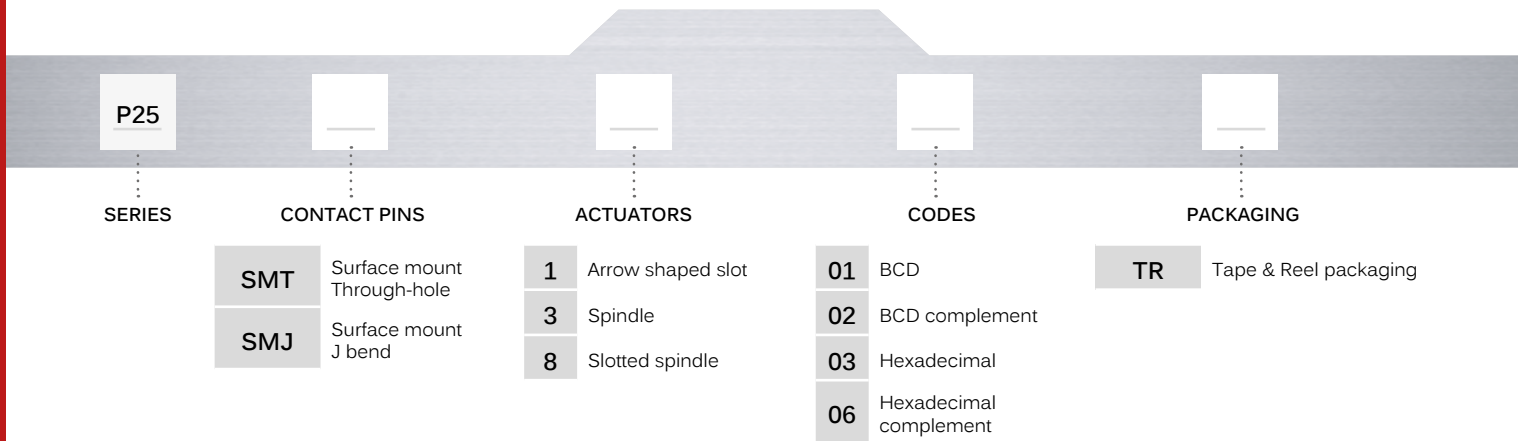 P25
SERIES
CONTACT PINS
ACTUATORS
CODES
PACKAGING
SMT
Surface mount
Through-hole
SMJ
Surface mount
J bend
1 Arrow shaped slot
3 Spindle
8 Slotted spindle
01 BCD
02 BCD complement
03 Hexadecimal
06
Hexadecimal
complement
TR Tape & Reel packaging